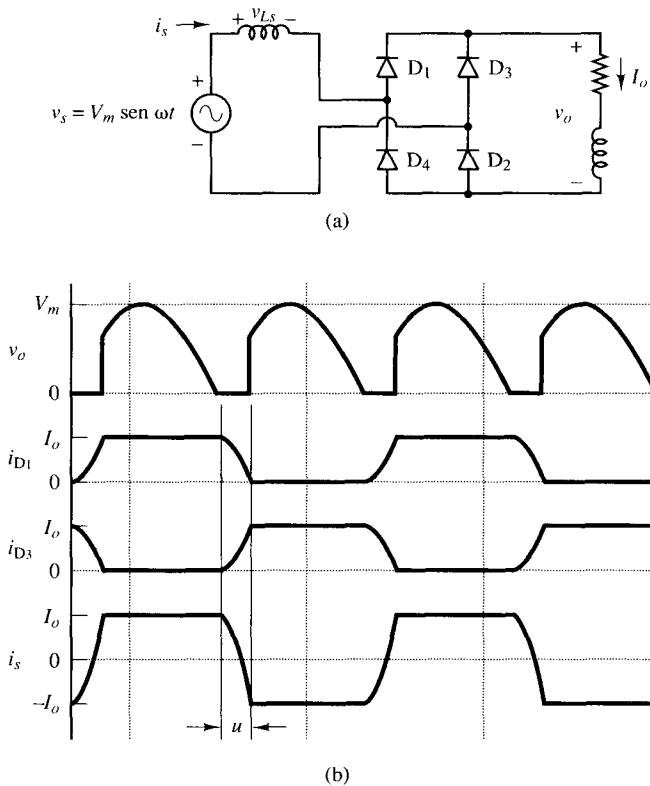 i_s → + v_Ls −
+ v_s = V_m sen ωt −
D_1 D_3
D_4 D_2
+ v_o −
I_o
(a)
V_m
v_o
0
I_o
i_D1
0
I_o
i_D3
0
I_o
i_s 0
−I_o
u
(b)